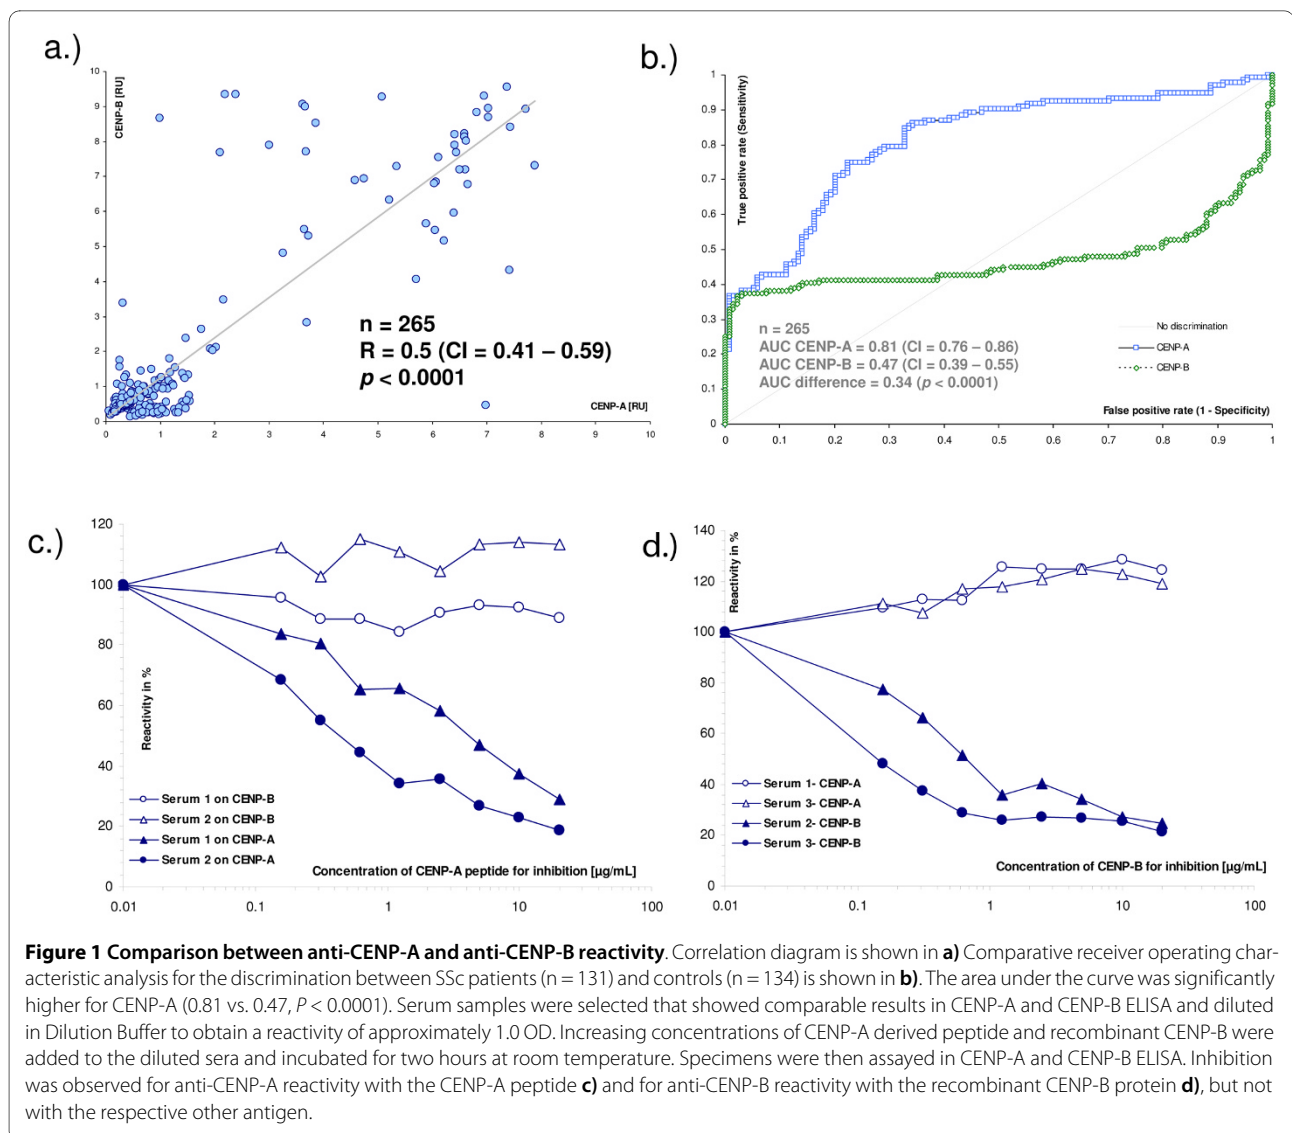 a.)
CENP-B [RU]
10
9
8
7
6
5
4
3
2
1
0
n = 265
R = 0.5 (CI = 0.41 – 0.59)
p < 0.0001
CENP-A [RU]
0 1 2 3 4 5 6 7 8 9 10
b.)
True positive rate (Sensitivity)
1
0.9
0.8
0.7
0.6
0.5
0.4
0.3
0.2
0.1
0
n = 265
AUC CENP-A = 0.81 (CI = 0.76 – 0.86)
AUC CENP-B = 0.47 (CI = 0.39 – 0.55)
AUC difference = 0.34 (p < 0.0001)
No discrimination
CENP-A
CENP-B
False positive rate (1 - Specificity)
0 0.1 0.2 0.3 0.4 0.5 0.6 0.7 0.8 0.9 1
c.)
120
100
80
60
40
20
0
Reactivity in %
Serum 1 on CENP-B
Serum 2 on CENP-B
Serum 1 on CENP-A
Serum 2 on CENP-A
Concentration of CENP-A peptide for inhibition [µg/mL]
0.01 0.1 1 10 100
d.)
140
120
100
80
60
40
20
0
Reactivity in %
Serum 1- CENP-A
Serum 3- CENP-A
Serum 2- CENP-B
Serum 3- CENP-B
Concentration of CENP-B for inhibition [µg/mL]
0.01 0.1 1 10 100
Figure 1 Comparison between anti-CENP-A and anti-CENP-B reactivity. Correlation diagram is shown in a) Comparative receiver operating char-
acteristic analysis for the discrimination between SSc patients (n = 131) and controls (n = 134) is shown in b). The area under the curve was significantly
higher for CENP-A (0.81 vs. 0.47, P < 0.0001). Serum samples were selected that showed comparable results in CENP-A and CENP-B ELISA and diluted
in Dilution Buffer to obtain a reactivity of approximately 1.0 OD. Increasing concentrations of CENP-A derived peptide and recombinant CENP-B were
added to the diluted sera and incubated for two hours at room temperature. Specimens were then assayed in CENP-A and CENP-B ELISA. Inhibition
was observed for anti-CENP-A reactivity with the CENP-A peptide c) and for anti-CENP-B reactivity with the recombinant CENP-B protein d), but not
with the respective other antigen.